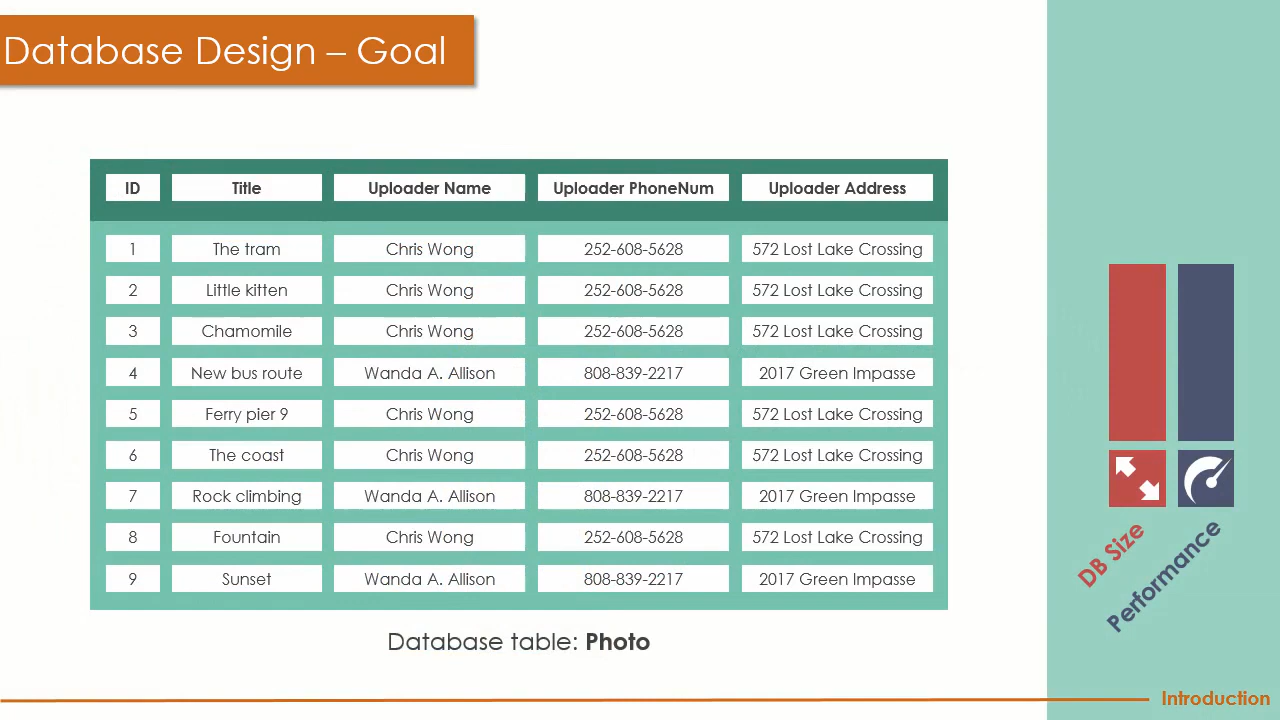 Database Design – Goal
ID Title Uploader Name Uploader PhoneNum Uploader Address
1 The tram Chris Wong 252-608-5628 572 Lost Lake Crossing
2 Little kitten Chris Wong 252-608-5628 572 Lost Lake Crossing
3 Chamomile Chris Wong 252-608-5628 572 Lost Lake Crossing
4 New bus route Wanda A. Allison 808-839-2217 2017 Green Impasse
5 Ferry pier 9 Chris Wong 252-608-5628 572 Lost Lake Crossing
6 The coast Chris Wong 252-608-5628 572 Lost Lake Crossing
7 Rock climbing Wanda A. Allison 808-839-2217 2017 Green Impasse
8 Fountain Chris Wong 252-608-5628 572 Lost Lake Crossing
9 Sunset Wanda A. Allison 808-839-2217 2017 Green Impasse
Database table: Photo
DB Size
Performance
Introduction